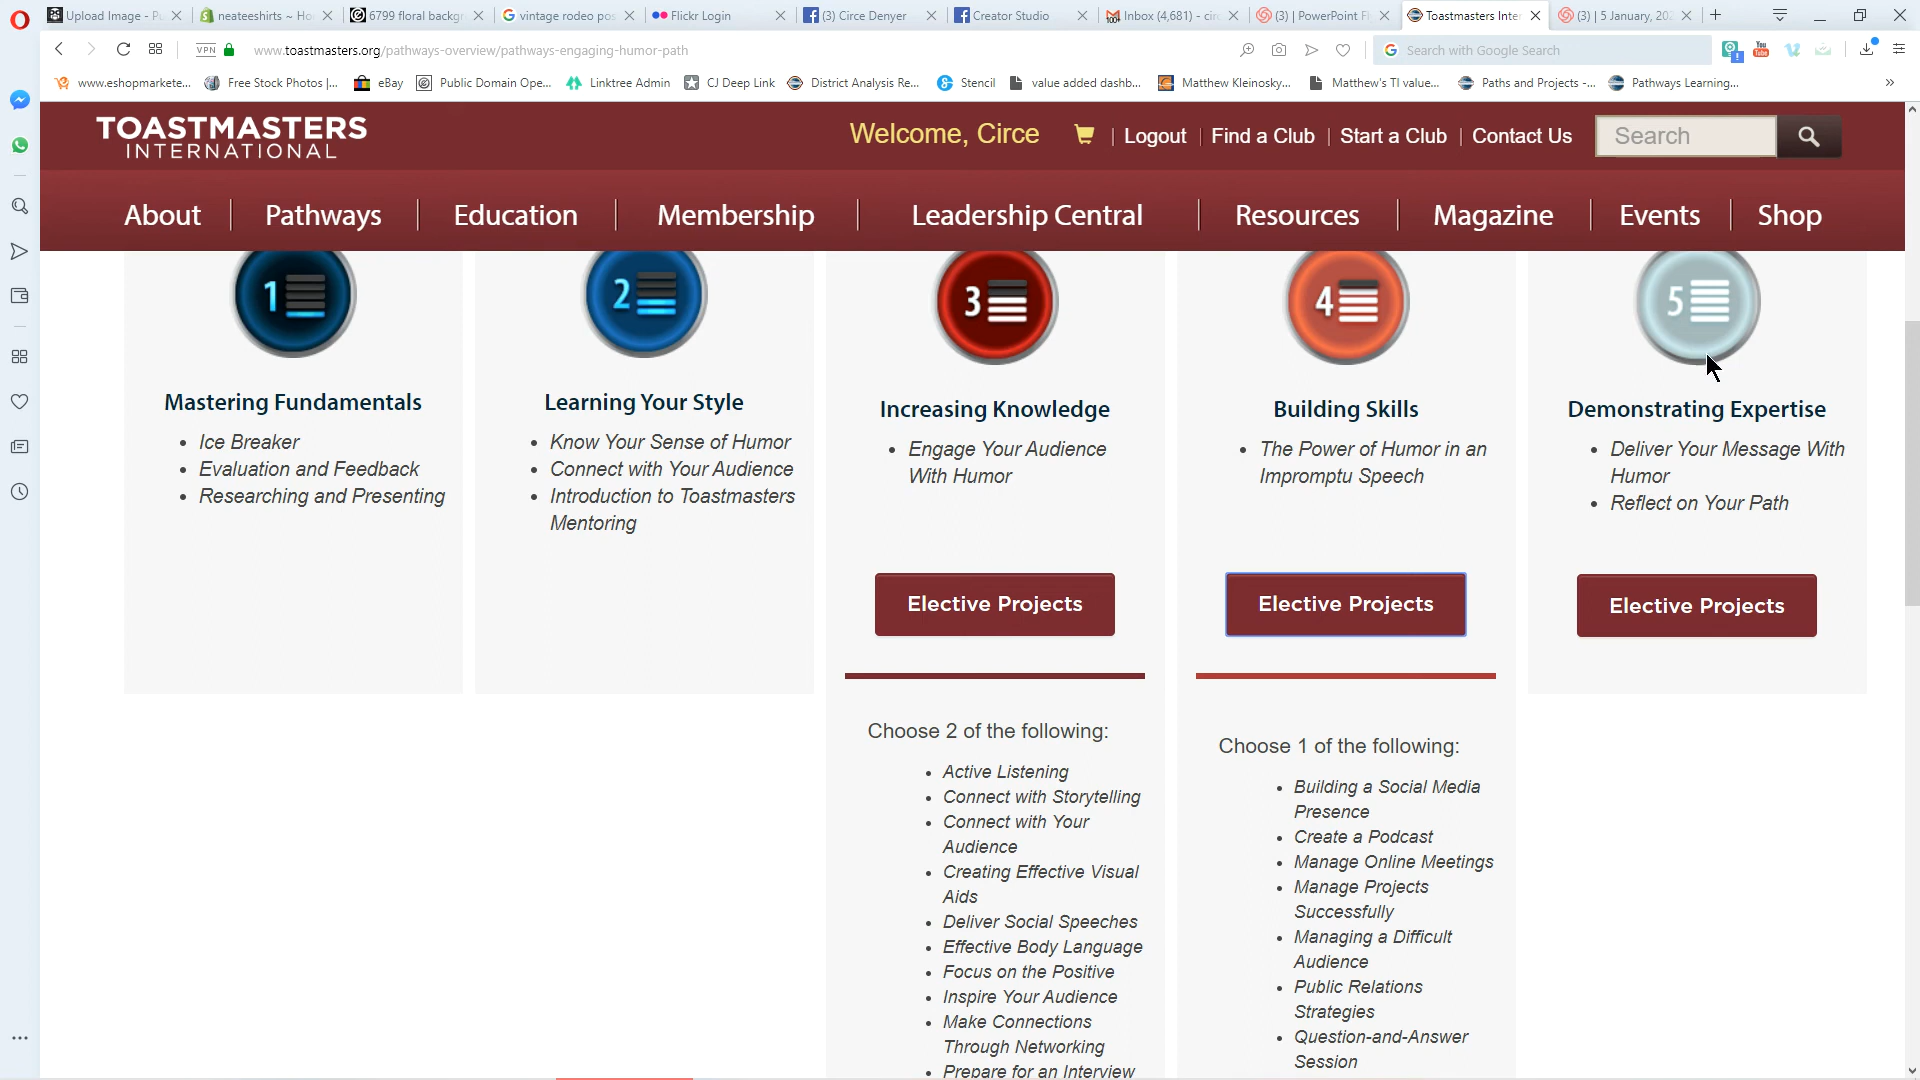 Upload Image - Pu
neateeshirts ~ Ho
6799 floral backg
vintage rodeo pos
Flickr Login
(3) Circe Denyer
Creator Studio
Inbox (4,681) - cir
(3) | PowerPoint F
Toastmasters Inte
(3) | 5 January, 202
VPN
www.toastmasters.org/pathways-overview/pathways-engaging-humor-path
Search with Google Search
www.eshopmarkete...
Free Stock Photos |...
eBay
Public Domain Ope...
Linktree Admin
CJ Deep Link
District Analysis Re...
Stencil
value added dashb...
Matthew Kleinosky...
Matthew's TI value...
Paths and Projects -...
Pathways Learning...
TOASTMASTERS
INTERNATIONAL
Welcome, Circe
Logout
Find a Club
Start a Club
Contact Us
Search
About
Pathways
Education
Membership
Leadership Central
Resources
Magazine
Events
Shop
1
Mastering Fundamentals
• Ice Breaker
• Evaluation and Feedback
• Researching and Presenting
2
Learning Your Style
• Know Your Sense of Humor
• Connect with Your Audience
• Introduction to Toastmasters
Mentoring
3
Increasing Knowledge
• Engage Your Audience
With Humor
Elective Projects
Choose 2 of the following:
• Active Listening
• Connect with Storytelling
• Connect with Your
Audience
• Creating Effective Visual
Aids
• Deliver Social Speeches
• Effective Body Language
• Focus on the Positive
• Inspire Your Audience
• Make Connections
Through Networking
• Prepare for an Interview
4
Building Skills
• The Power of Humor in an
Impromptu Speech
Elective Projects
Choose 1 of the following:
• Building a Social Media
Presence
• Create a Podcast
• Manage Online Meetings
• Manage Projects
Successfully
• Managing a Difficult
Audience
• Public Relations
Strategies
• Question-and-Answer
Session
5
Demonstrating Expertise
• Deliver Your Message With
Humor
• Reflect on Your Path
Elective Projects